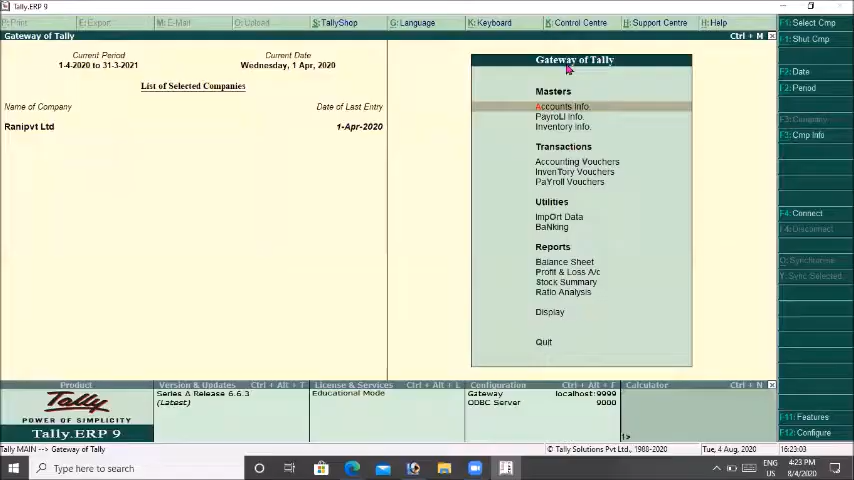 Tally.ERP 9
P: Print E: Export M: E-Mail O: Upload S: TallyShop G: Language K: Keyboard K: Control Centre H: Support Centre H: Help
Gateway of Tally Ctrl + M
Current Period Current Date
1-4-2020 to 31-3-2021 Wednesday, 1 Apr, 2020
List of Selected Companies
Name of Company Date of Last Entry
Ranipvt Ltd 1-Apr-2020
Gateway of Tally
Masters
Accounts Info.
PayroLl Info.
Inventory Info.
Transactions
Accounting Vouchers
InvenTory Vouchers
PaYroll Vouchers
Utilities
ImpOrt Data
BaNking
Reports
Balance Sheet
Profit & Loss A/c
Stock Summary
Ratio Analysis
Display
Quit
F1: Select Cmp
F1: Shut Cmp
F2: Date
F2: Period
F3: Company
F3: Cmp Info
F4: Connect
F4: Disconnect
O: Synchronise
Y: Sync Selected
F11: Features
F12: Configure
Product
Tally
POWER OF SIMPLICITY
Tally.ERP 9
Version & Updates Ctrl + Alt + T
Series A Release 6.6.3
(Latest)
License & Services Ctrl + Alt + L
Educational Mode
Configuration Ctrl + Alt + F
Gateway localhost:9999
ODBC Server 9000
Calculator Ctrl + N
1>
Tally MAIN --> Gateway of Tally © Tally Solutions Pvt Ltd., 1988-2020 Tue, 4 Aug, 2020 16:23:03
Type here to search
ENG
US
4:23 PM
8/4/2020